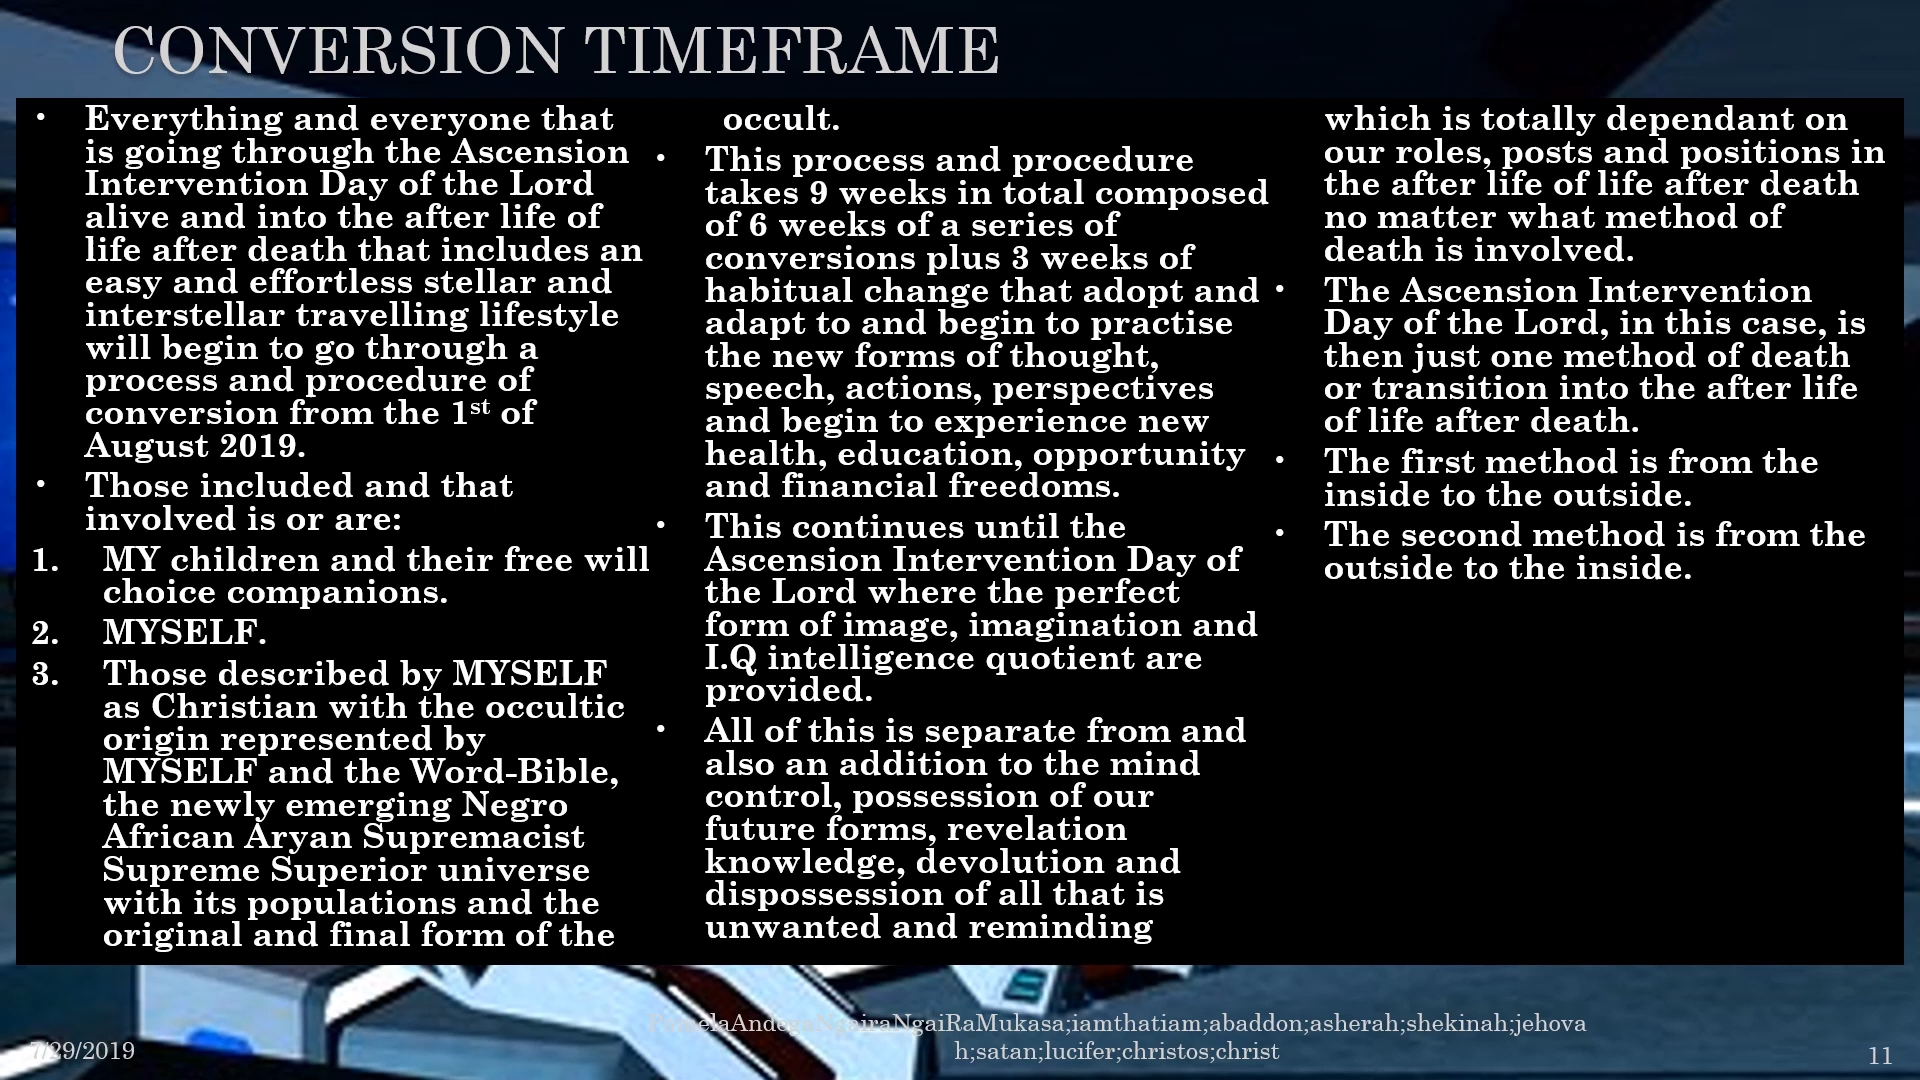 CONVERSION TIMEFRAME
• Everything and everyone that
is going through the Ascension
Intervention Day of the Lord
alive and into the after life of
life after death that includes an
easy and effortless stellar and
interstellar travelling lifestyle
will begin to go through a
process and procedure of
conversion from the 1st of
August 2019.
• Those included and that
involved is or are:
1. MY children and their free will
choice companions.
2. MYSELF.
3. Those described by MYSELF
as Christian with the occultic
origin represented by
MYSELF and the Word-Bible,
the newly emerging Negro
African Aryan Supremacist
Supreme Superior universe
with its populations and the
original and final form of the
occult.
• This process and procedure
takes 9 weeks in total composed
of 6 weeks of a series of
conversions plus 3 weeks of
habitual change that adopt and
adapt to and begin to practise
the new forms of thought,
speech, actions, perspectives
and begin to experience new
health, education, opportunity
and financial freedoms.
• This continues until the
Ascension Intervention Day of
the Lord where the perfect
form of image, imagination and
I.Q intelligence quotient are
provided.
• All of this is separate from and
also an addition to the mind
control, possession of our
future forms, revelation
knowledge, devolution and
dispossession of all that is
unwanted and reminding
which is totally dependant on
our roles, posts and positions in
the after life of life after death
no matter what method of
death is involved.
• The Ascension Intervention
Day of the Lord, in this case, is
then just one method of death
or transition into the after life
of life after death.
• The first method is from the
inside to the outside.
• The second method is from the
outside to the inside.
7/29/2019
;iamthatiam;abaddon;asherah;shekinah;jehova
h;satan;lucifer;christos;christ
11